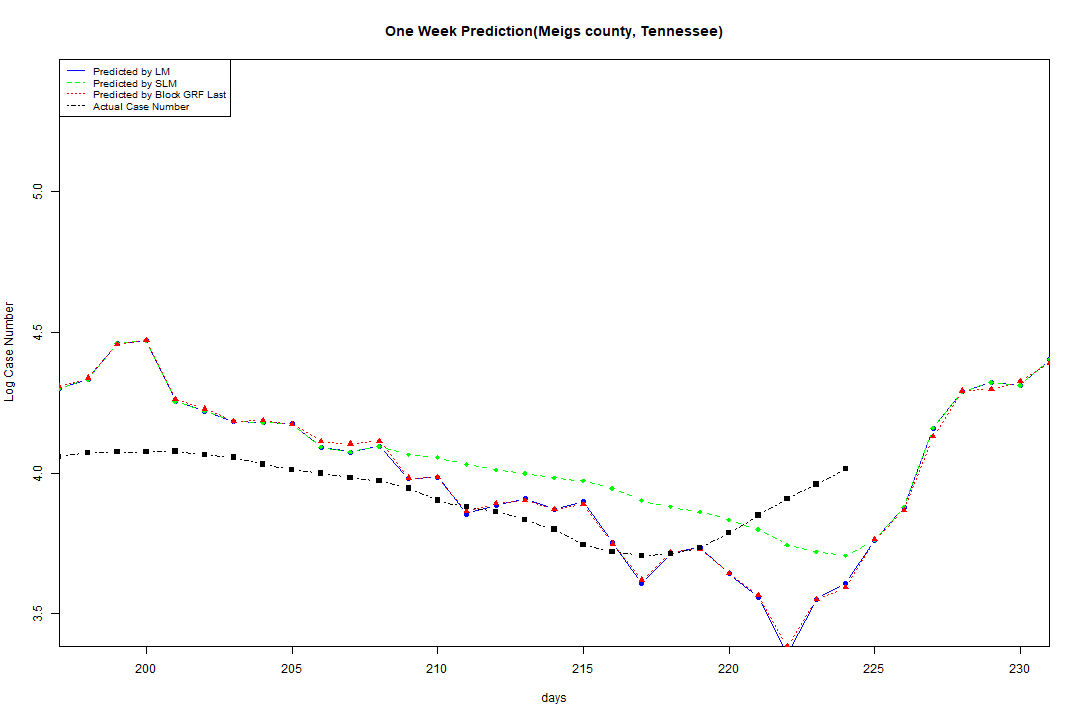 One Week Prediction(Meigs county, Tennessee)
Predicted by LM
Predicted by SLM
Predicted by Block GRF Last
Actual Case Number
Log Case Number
5.0
4.5
4.0
3.5
200 205 210 215 220 225 230
days